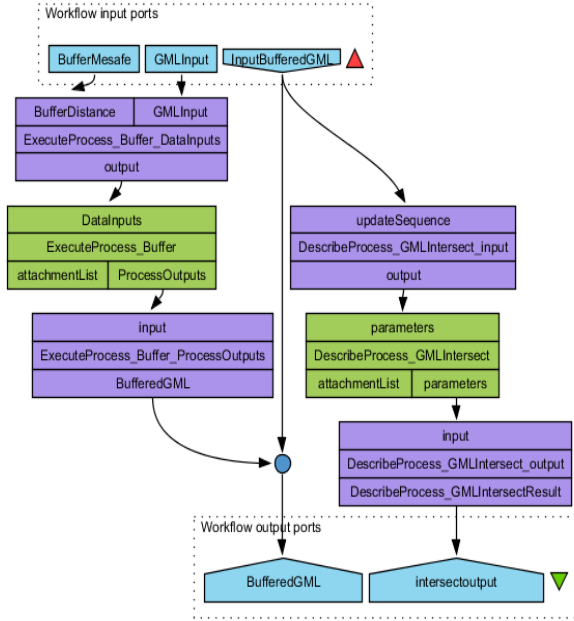 Workflow input ports
BufferMesafe
GMLInput
InputBufferedGML
BufferDistance
GMLInput
ExecuteProcess_Buffer_DataInputs
output
DataInputs
ExecuteProcess_Buffer
attachmentList
ProcessOutputs
input
ExecuteProcess_Buffer_ProcessOutputs
BufferedGML
updateSequence
DescribeProcess_GMLIntersect_input
output
parameters
DescribeProcess_GMLIntersect
attachmentList
parameters
input
DescribeProcess_GMLIntersect_output
DescribeProcess_GMLIntersectResult
Workflow output ports
BufferedGML
intersectoutput